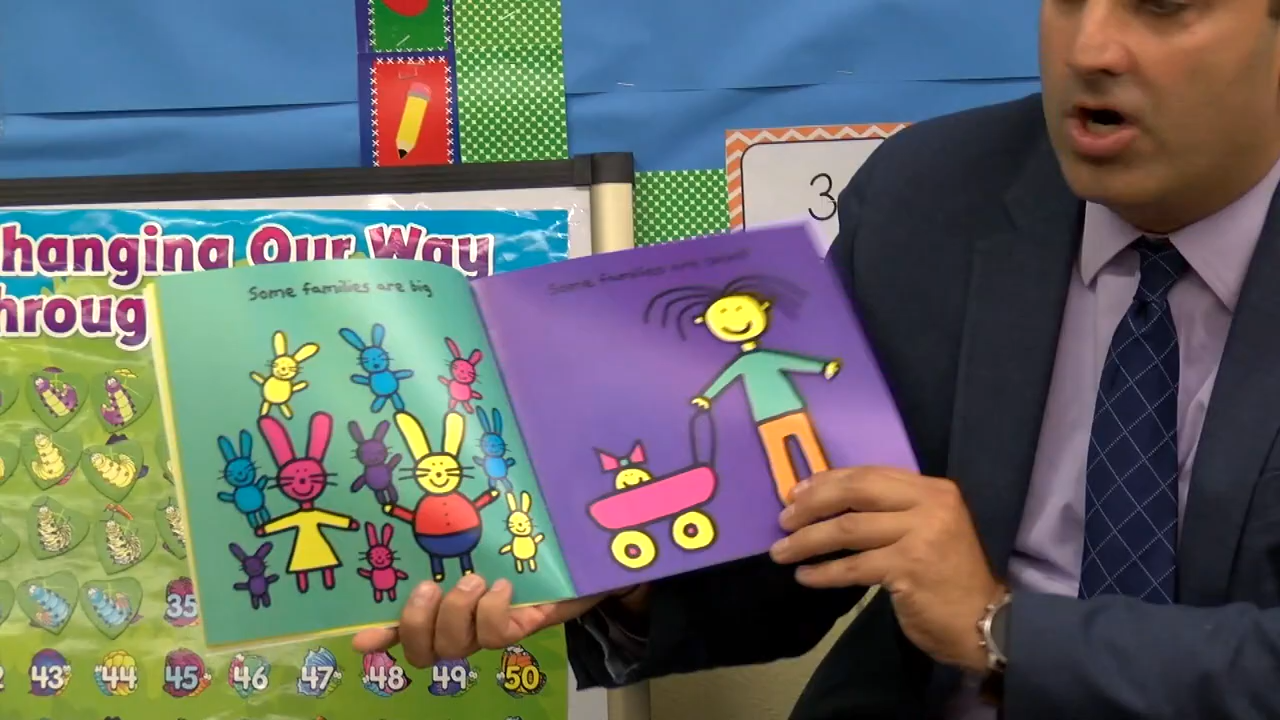 3
hanging Our Way
hroug
Some families are big
Some families are small
35
43 44 45 46 47 48 49 50